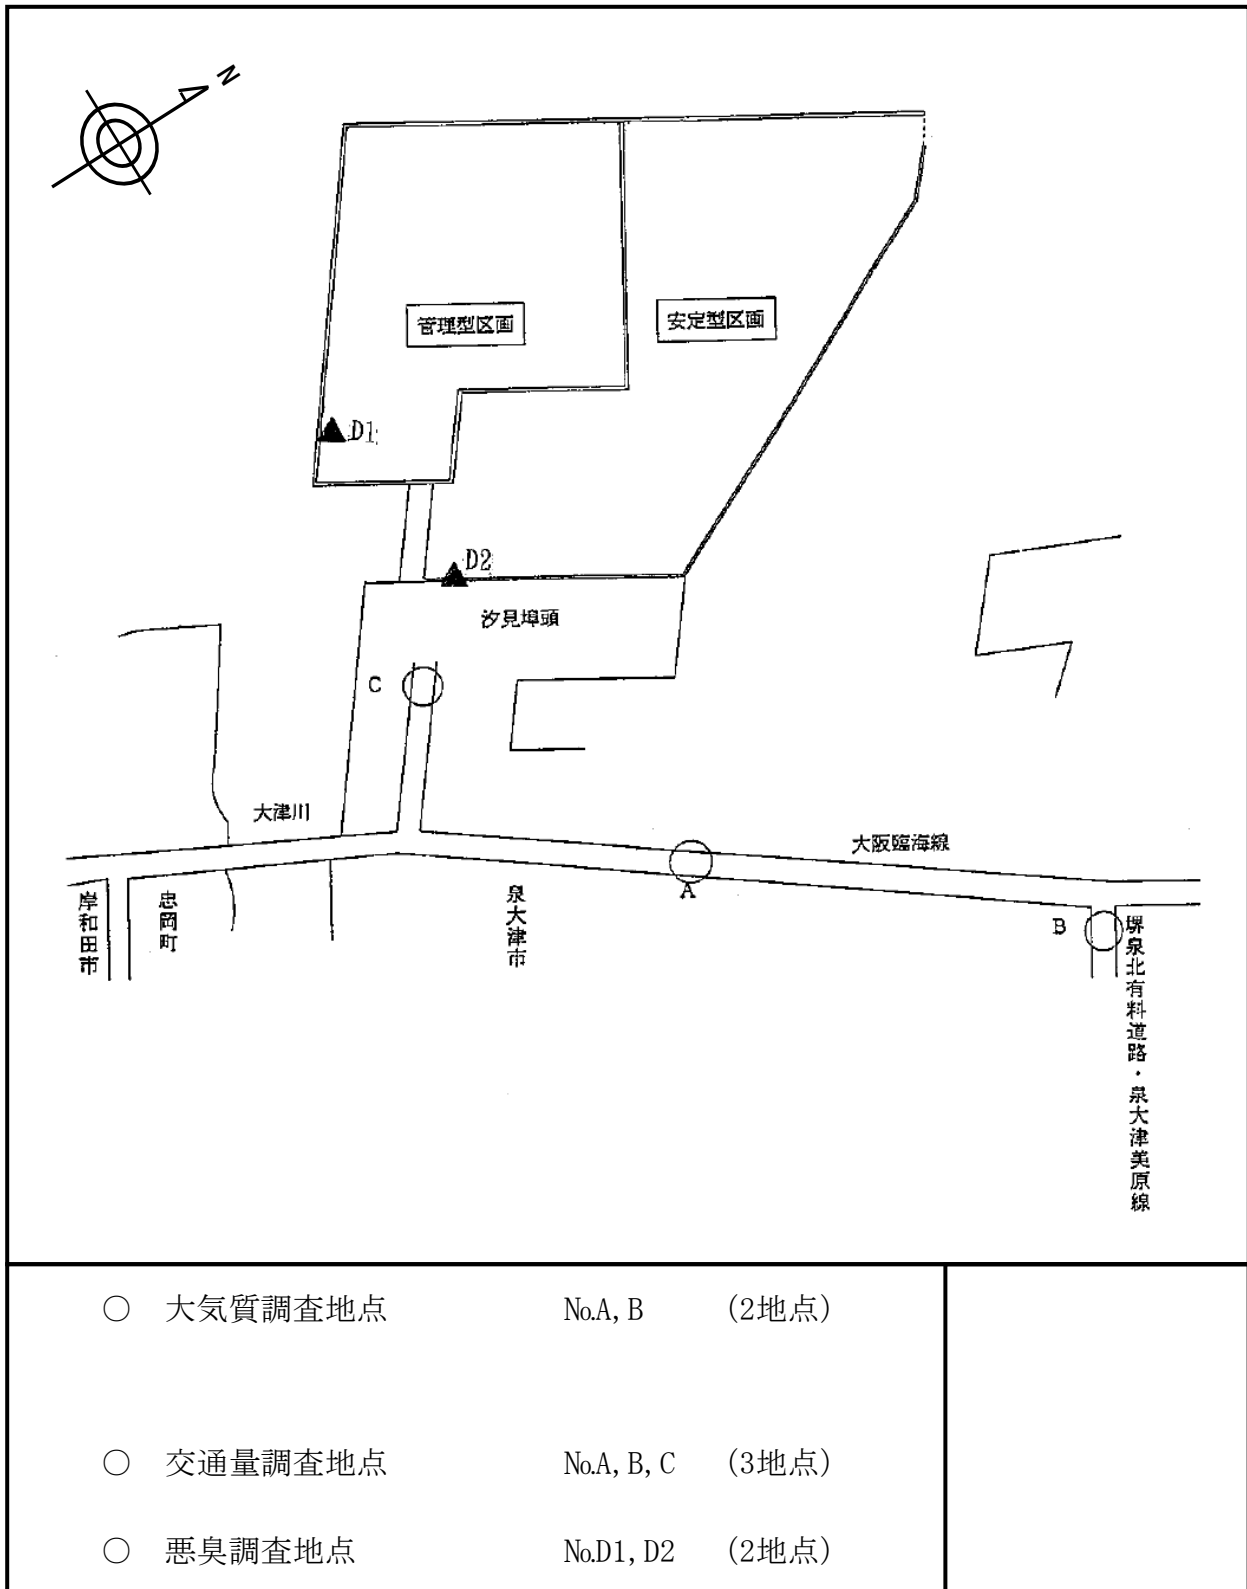 N
管理型区画
安定型区画
D1
D2
汐見埠頭
C
大津川
大阪臨海線
A
B
岸和田市
忠岡町
泉大津市
堺泉北有料道路・泉大津美原線
○ 大気質調査地点 №A,B (2地点)
○ 交通量調査地点 №A,B,C (3地点)
○ 悪臭調査地点 №D1,D2 (2地点)